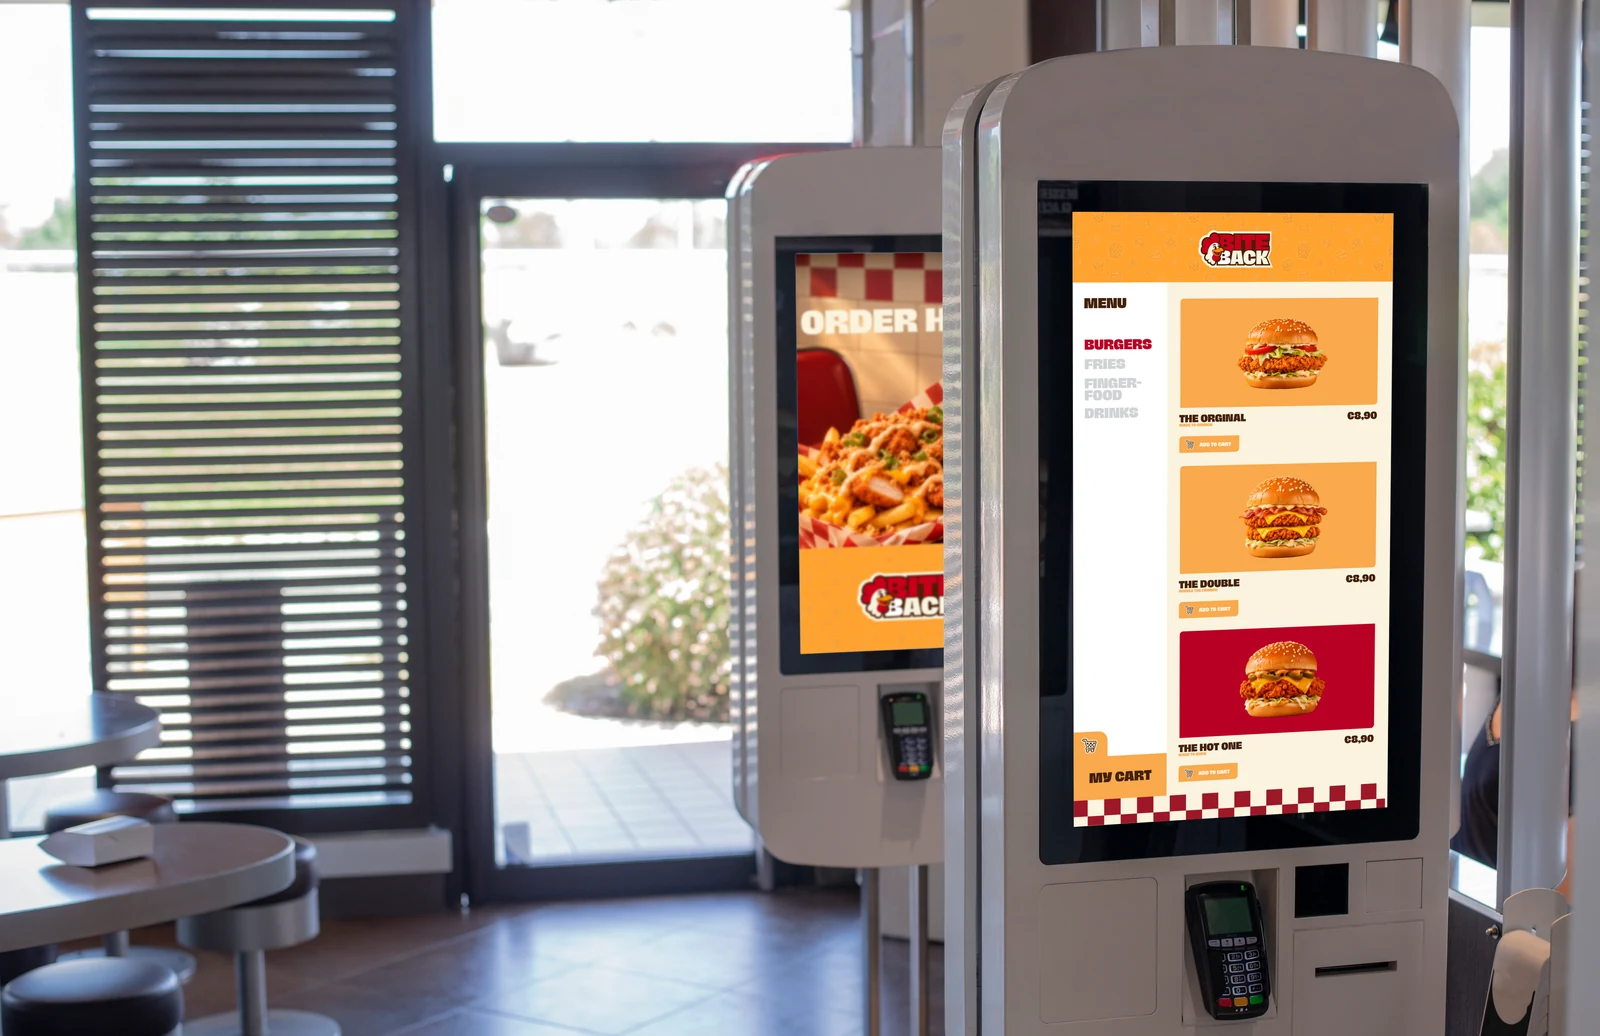 ORDER H
BITE
BACK
BITE
BACK
MENU
BURGERS
FRIES
FINGER-
FOOD
DRINKS
MY CART
THE ORGINAL
€8,90
ADD TO CART
THE DOUBLE
€8,90
ADD TO CART
THE HOT ONE
€8,90
ADD TO CART